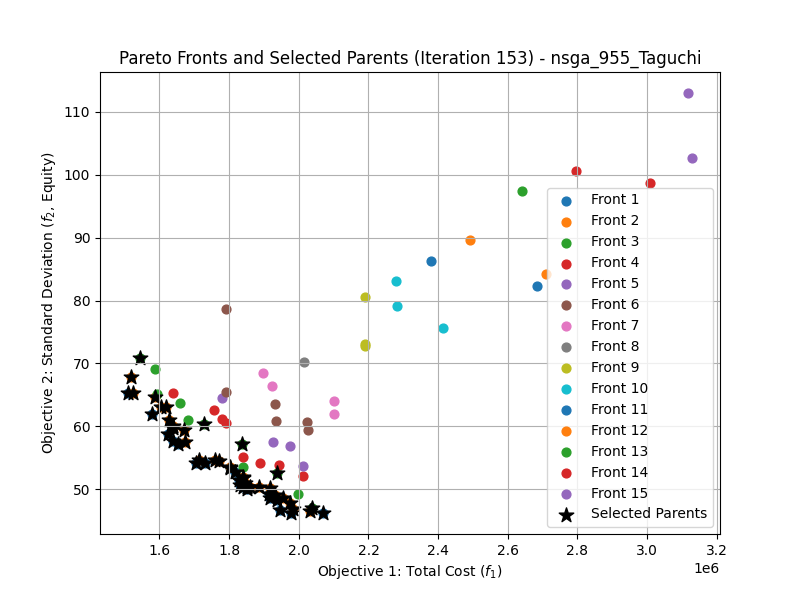 Pareto Fronts and Selected Parents (Iteration 153) - nsga_955_Taguchi
Objective 2: Standard Deviation (f2, Equity)
110
100
90
80
70
60
50
Front 1
Front 2
Front 3
Front 4
Front 5
Front 6
Front 7
Front 8
Front 9
Front 10
Front 11
Front 12
Front 13
Front 14
Front 15
Selected Parents
1.6 1.8 2.0 2.2 2.4 2.6 2.8 3.0 3.2
1e6
Objective 1: Total Cost (f1)